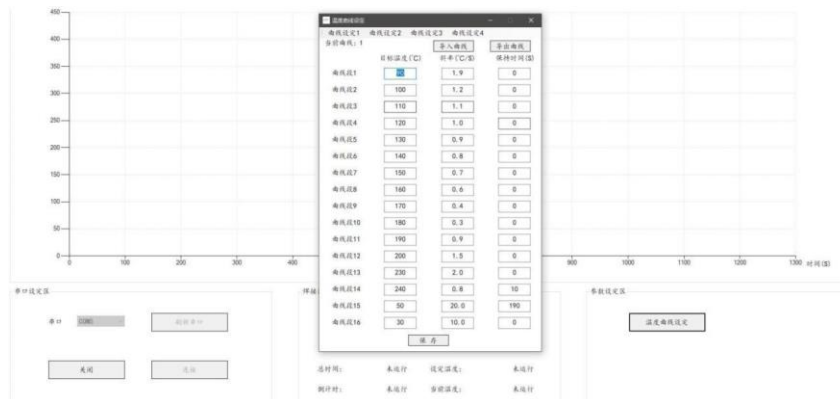 温度曲线设置
曲线设定1 曲线设定2 曲线设定3 曲线设定4
当前曲线: 1 导入曲线 导出曲线
目标温度(℃) 斜率(℃/S) 保持时间(S)
曲线段1 1.9 0
曲线段2 100 1.2 0
曲线段3 110 1.1 0
曲线段4 120 1.0 0
曲线段5 130 0.9 0
曲线段6 140 0.8 0
曲线段7 150 0.7 0
曲线段8 160 0.6 0
曲线段9 170 0.4 0
曲线段10 180 0.3 0
曲线段11 190 0.9 0
曲线段12 200 1.5 0
曲线段13 230 2.0 0
曲线段14 240 0.8 10
曲线段15 50 20.0 190
曲线段16 30 10.0 0
保 存
450
400
350
300
250
200
150
100
50
0
0 100 200 300 400 900 1000 1100 1200 1300 时间(S)
串口设定区
串口 COM1 刷新串口
关闭 连接
焊接
总时间: 未运行 设定温度: 未运行
倒计时: 未运行 当前温度: 未运行
参数设定区
温度曲线设定